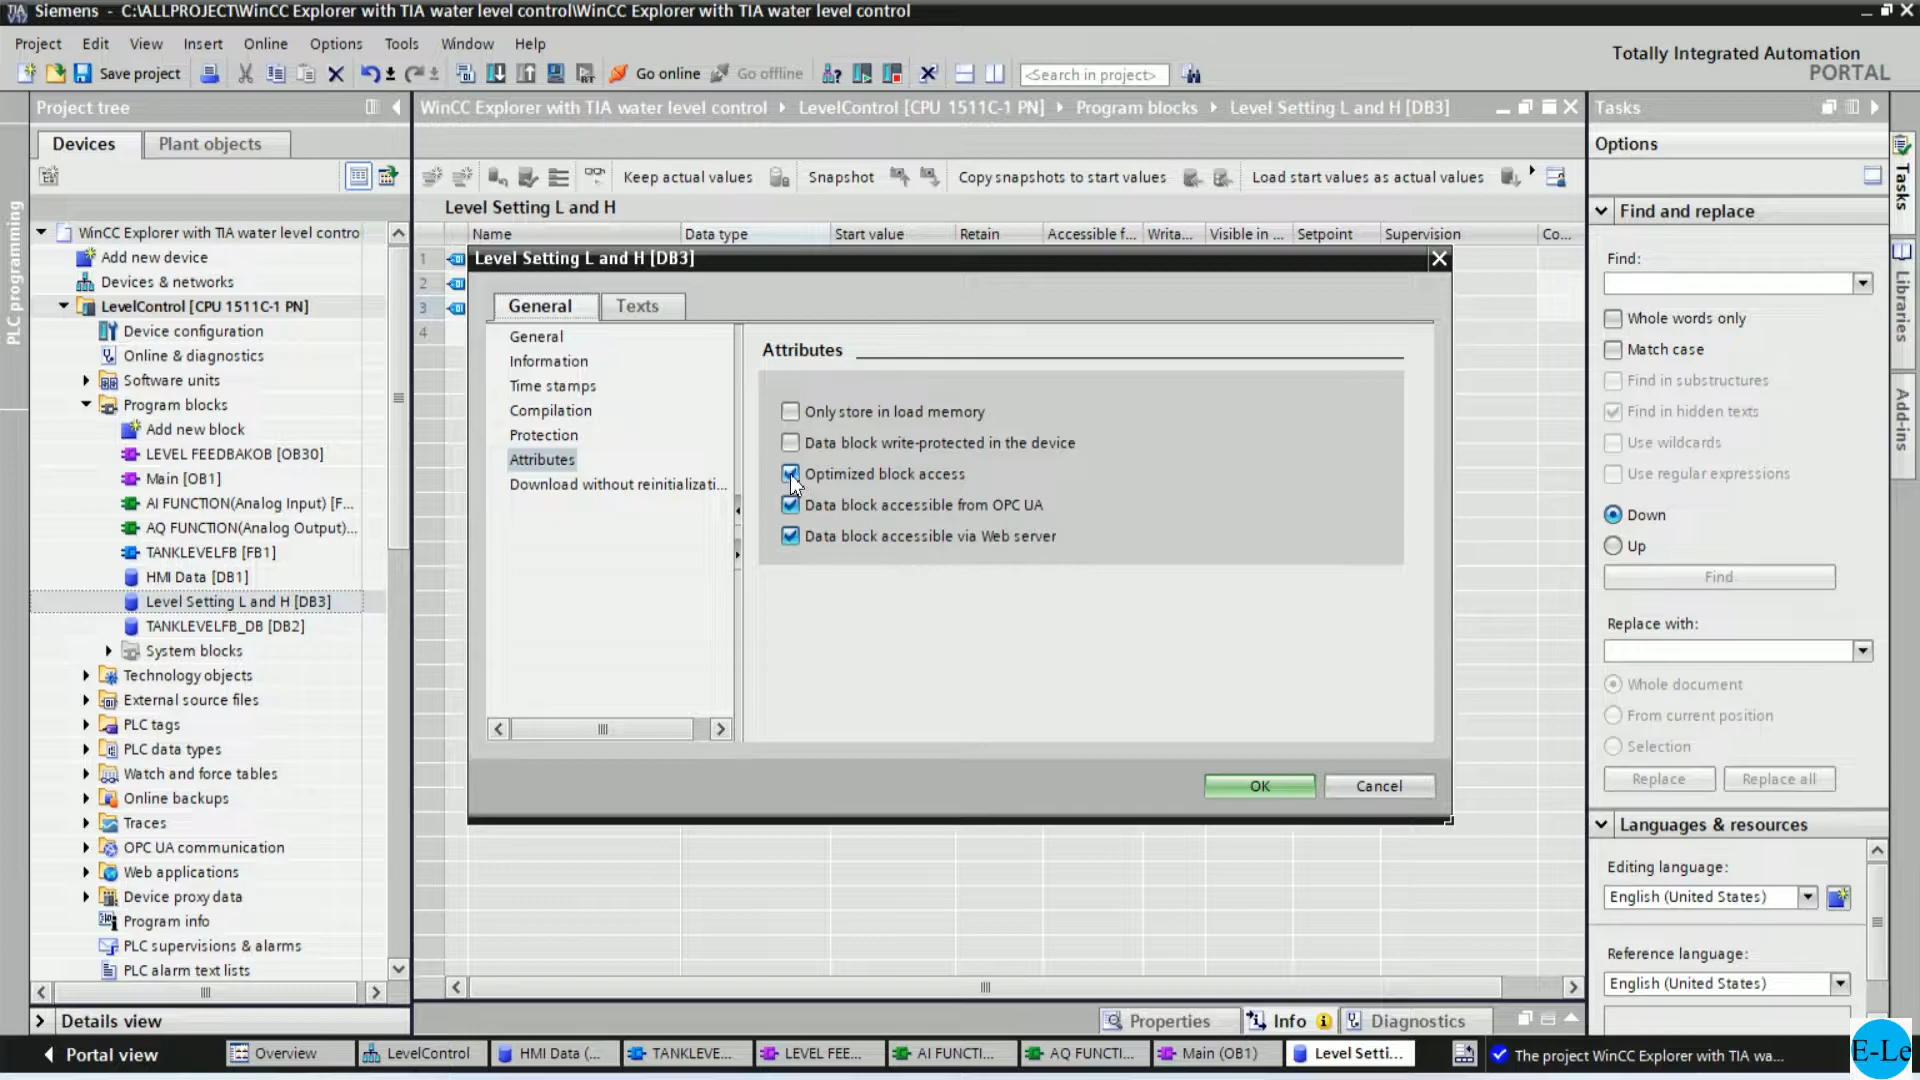 Siemens - C:\ALLPROJECT\WinCC Explorer with TIA water level control\WinCC Explorer with TIA water level control
Project Edit View Insert Online Options Tools Window Help
Save project Go online Go offline <Search in project>
Totally Integrated Automation
PORTAL
Project tree
Devices Plant objects
PLC programming
WinCC Explorer with TIA water level contro
Add new device
Devices & networks
LevelControl [CPU 1511C-1 PN]
Device configuration
Online & diagnostics
Software units
Program blocks
Add new block
LEVEL FEEDBAKOB [OB30]
Main [OB1]
AI FUNCTION(Analog Input) [F...
AQ FUNCTION(Analog Output)...
TANKLEVELFB [FB1]
HMI Data [DB1]
Level Setting L and H [DB3]
TANKLEVELFB_DB [DB2]
System blocks
Technology objects
External source files
PLC tags
PLC data types
Watch and force tables
Online backups
Traces
OPC UA communication
Web applications
Device proxy data
Program info
PLC supervisions & alarms
PLC alarm text lists
Details view
WinCC Explorer with TIA water level control LevelControl [CPU 1511C-1 PN] Program blocks Level Setting L and H [DB3]
Keep actual values Snapshot Copy snapshots to start values Load start values as actual values
Level Setting L and H
Name Data type Start value Retain Accessible f... Writa... Visible in ... Setpoint Supervision Co...
1
2
3
4
Level Setting L and H [DB3]
General Texts
General
Information
Time stamps
Compilation
Protection
Attributes
Download without reinitializati...
Attributes
Only store in load memory
Data block write-protected in the device
Optimized block access
Data block accessible from OPC UA
Data block accessible via Web server
OK Cancel
Properties Info Diagnostics
Tasks
Options
Find and replace
Find:
Whole words only
Match case
Find in substructures
Find in hidden texts
Use wildcards
Use regular expressions
Down
Up
Find
Replace with:
Whole document
From current position
Selection
Replace Replace all
Languages & resources
Editing language:
English (United States)
Reference language:
English (United States)
Tasks
Libraries
Add-ins
Portal view Overview LevelControl HMI Data (... TANKLEVE... LEVEL FEE... AI FUNCTI... AQ FUNCTI... Main (OB1) Level Setti... The project WinCC Explorer with TIA wa...
E-Le